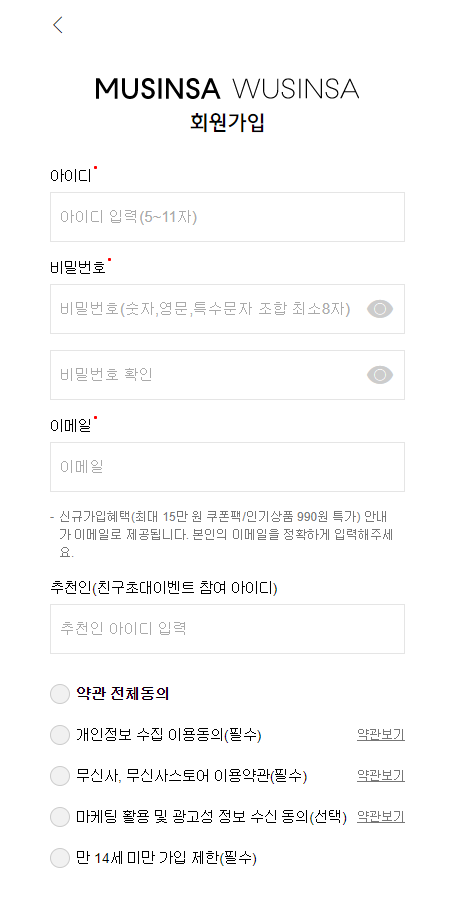 MUSINSA WUSINSA
회원가입
아이디
아이디 입력(5~11자)
비밀번호
비밀번호(숫자,영문,특수문자 조합 최소8자)
비밀번호 확인
이메일
이메일
- 신규가입혜택(최대 15만 원 쿠폰팩/인기상품 990원 특가) 안내
가 이메일로 제공됩니다. 본인의 이메일을 정확하게 입력해주세
요.
추천인(친구초대이벤트 참여 아이디)
추천인 아이디 입력
약관 전체동의
개인정보 수집 이용동의(필수) 약관보기
무신사, 무신사스토어 이용약관(필수) 약관보기
마케팅 활용 및 광고성 정보 수신 동의(선택) 약관보기
만 14세 미만 가입 제한(필수)